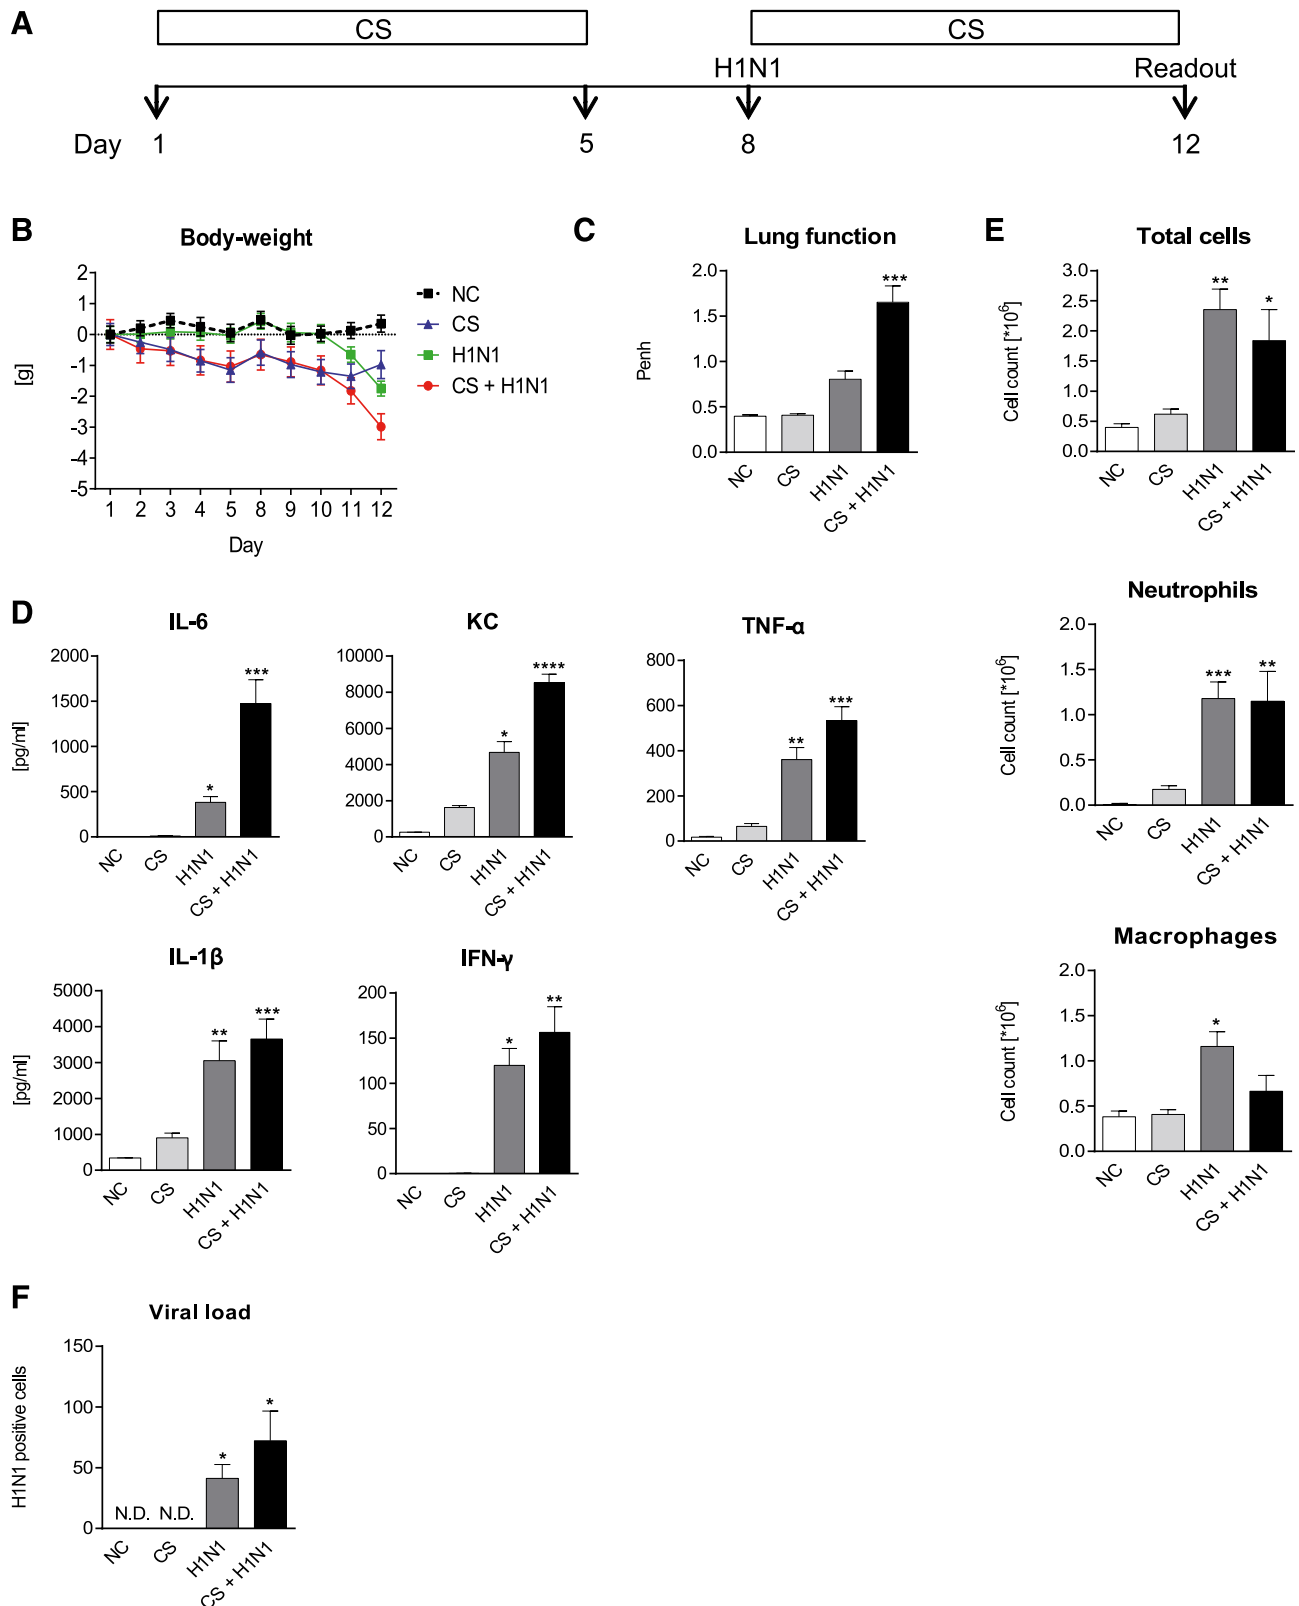 A
CS
CS
H1N1
Readout
Day 1 5 8 12
B
Body-weight
[g]
2
1
0
-1
-2
-3
-4
-5
1 2 3 4 5 8 9 10 11 12
Day
NC
CS
H1N1
CS + H1N1
C
Lung function
Penh
2.0
1.5
1.0
0.5
0.0
***
NC CS H1N1 CS + H1N1
E
Total cells
Cell count [*10⁶]
3.0
2.5
2.0
1.5
1.0
0.5
0.0
** *
NC CS H1N1 CS + H1N1
Neutrophils
Cell count [*10⁶]
2.0
1.5
1.0
0.5
0.0
*** **
NC CS H1N1 CS + H1N1
Macrophages
Cell count [*10⁶]
2.0
1.5
1.0
0.5
0.0
*
NC CS H1N1 CS + H1N1
D
IL-6
[pg/ml]
2000
1500
1000
500
0
* ***
NC CS H1N1 CS + H1N1
KC
10000
8000
6000
4000
2000
0
* ****
NC CS H1N1 CS + H1N1
TNF-α
800
600
400
200
0
** ***
NC CS H1N1 CS + H1N1
IL-1β
[pg/ml]
5000
4000
3000
2000
1000
0
** ***
NC CS H1N1 CS + H1N1
IFN-γ
200
150
100
50
0
* **
NC CS H1N1 CS + H1N1
F
Viral load
H1N1 positive cells
150
100
50
0
N.D. N.D. * *
NC CS H1N1 CS + H1N1